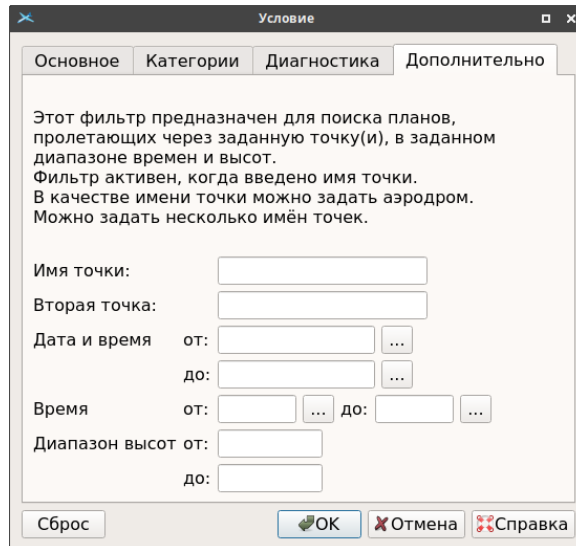 Условие
Основное Категории Диагностика Дополнительно
Этот фильтр предназначен для поиска планов,
пролетающих через заданную точку(и), в заданном
диапазоне времен и высот.
Фильтр активен, когда введено имя точки.
В качестве имени точки можно задать аэродром.
Можно задать несколько имён точек.
Имя точки:
Вторая точка:
Дата и время от: ...
до: ...
Время от: ... до: ...
Диапазон высот от:
до:
Сброс OK Отмена Справка